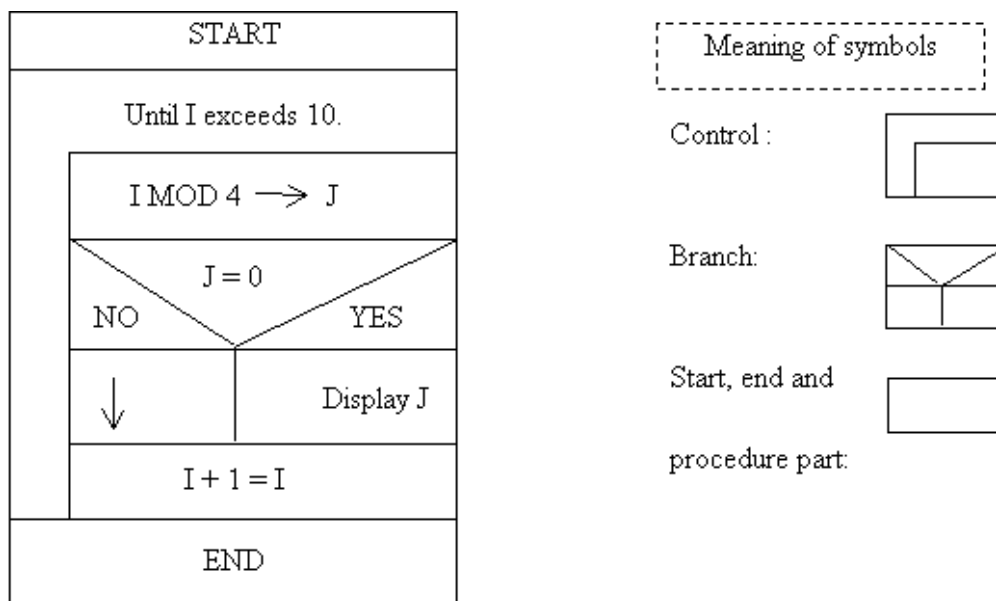 START
Until I exceeds 10.
I MOD 4 → J
J = 0
NO
YES
↓
Display J
I + 1 = I
END
Meaning of symbols
Control :
Branch:
Start, end and
procedure part: